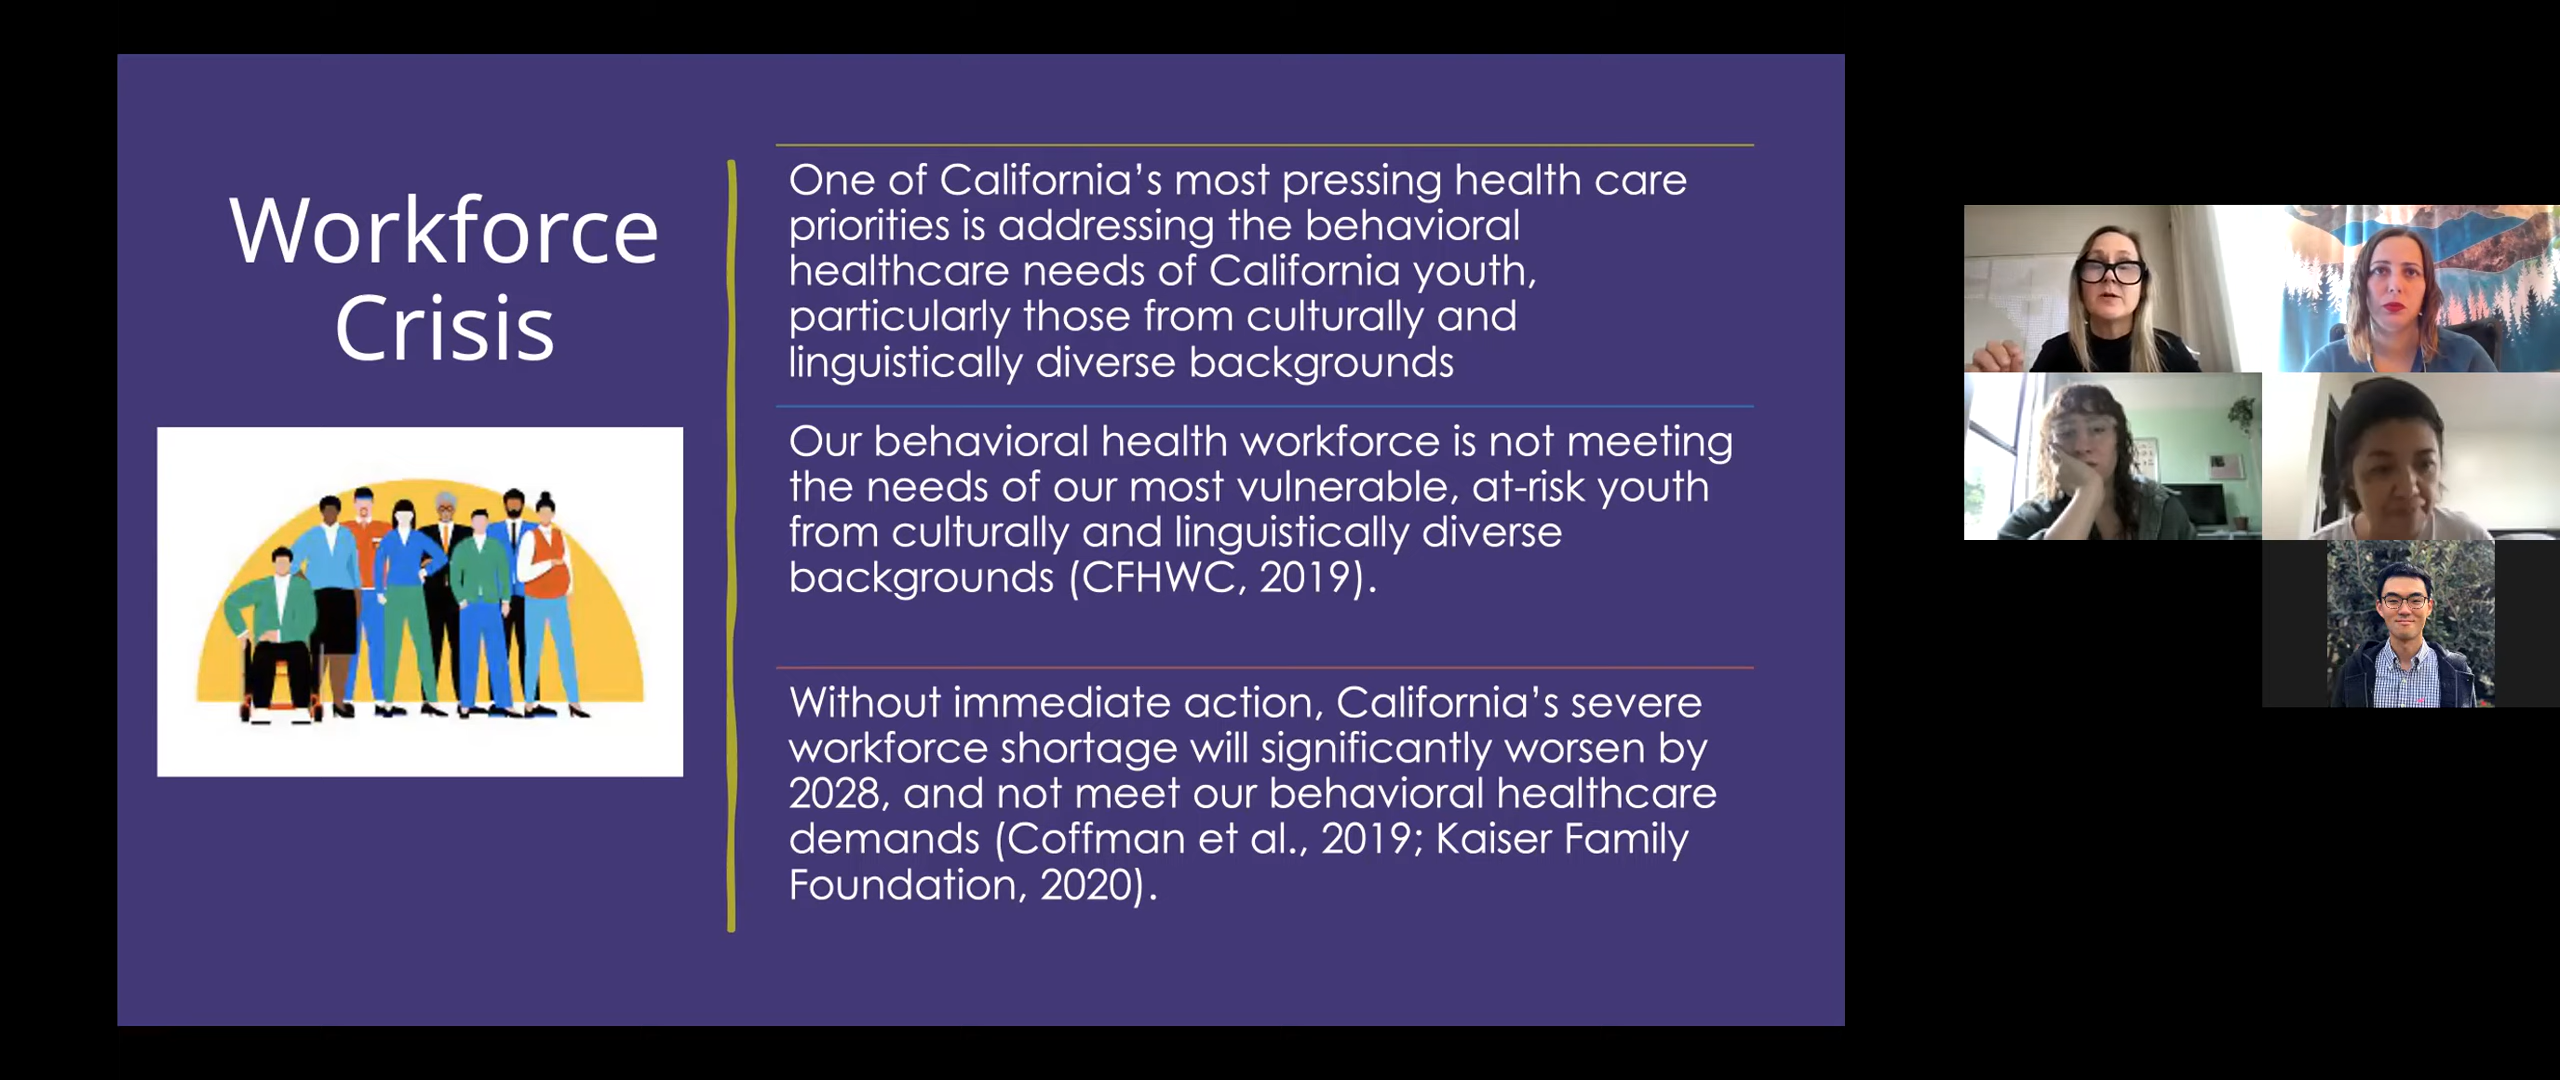 Workforce
Crisis
One of California’s most pressing health care
priorities is addressing the behavioral
healthcare needs of California youth,
particularly those from culturally and
linguistically diverse backgrounds
Our behavioral health workforce is not meeting
the needs of our most vulnerable, at-risk youth
from culturally and linguistically diverse
backgrounds (CFHWC, 2019).
Without immediate action, California’s severe
workforce shortage will significantly worsen by
2028, and not meet our behavioral healthcare
demands (Coffman et al., 2019; Kaiser Family
Foundation, 2020).